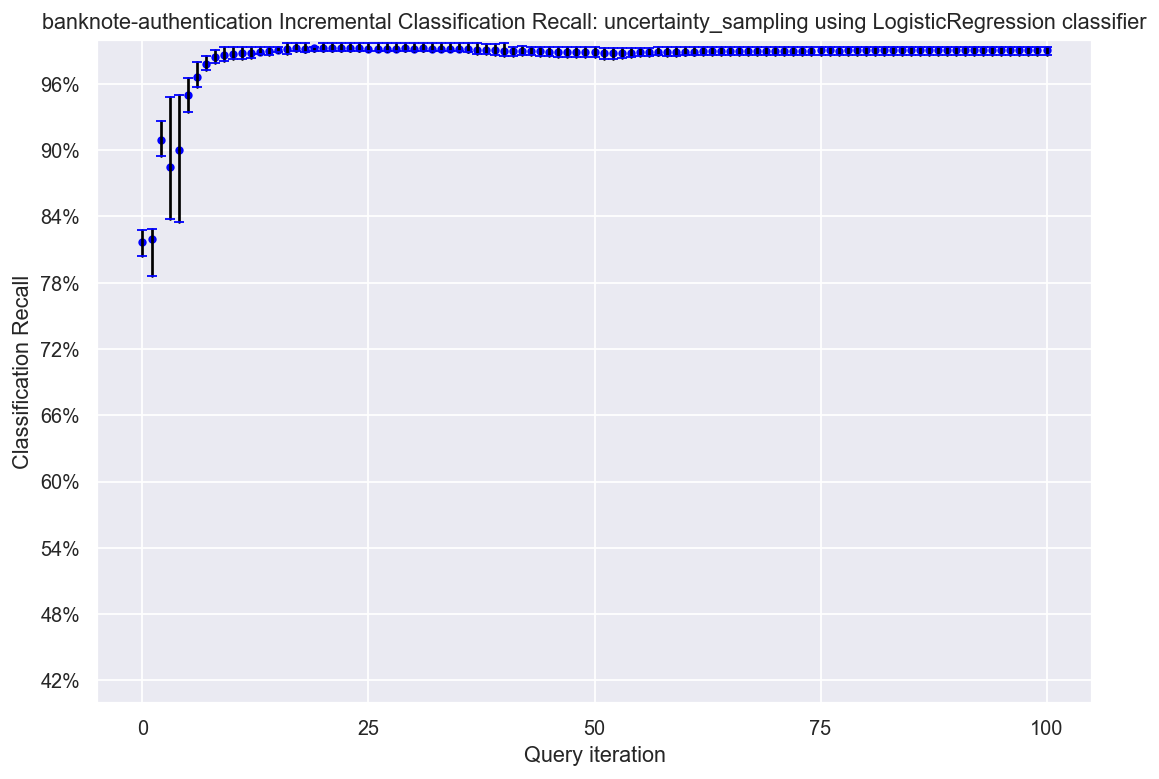 banknote-authentication Incremental Classification Recall: uncertainty_sampling using LogisticRegression classifier
96%
90%
84%
78%
72%
66%
60%
54%
48%
42%
Classification Recall
0 25 50 75 100
Query iteration